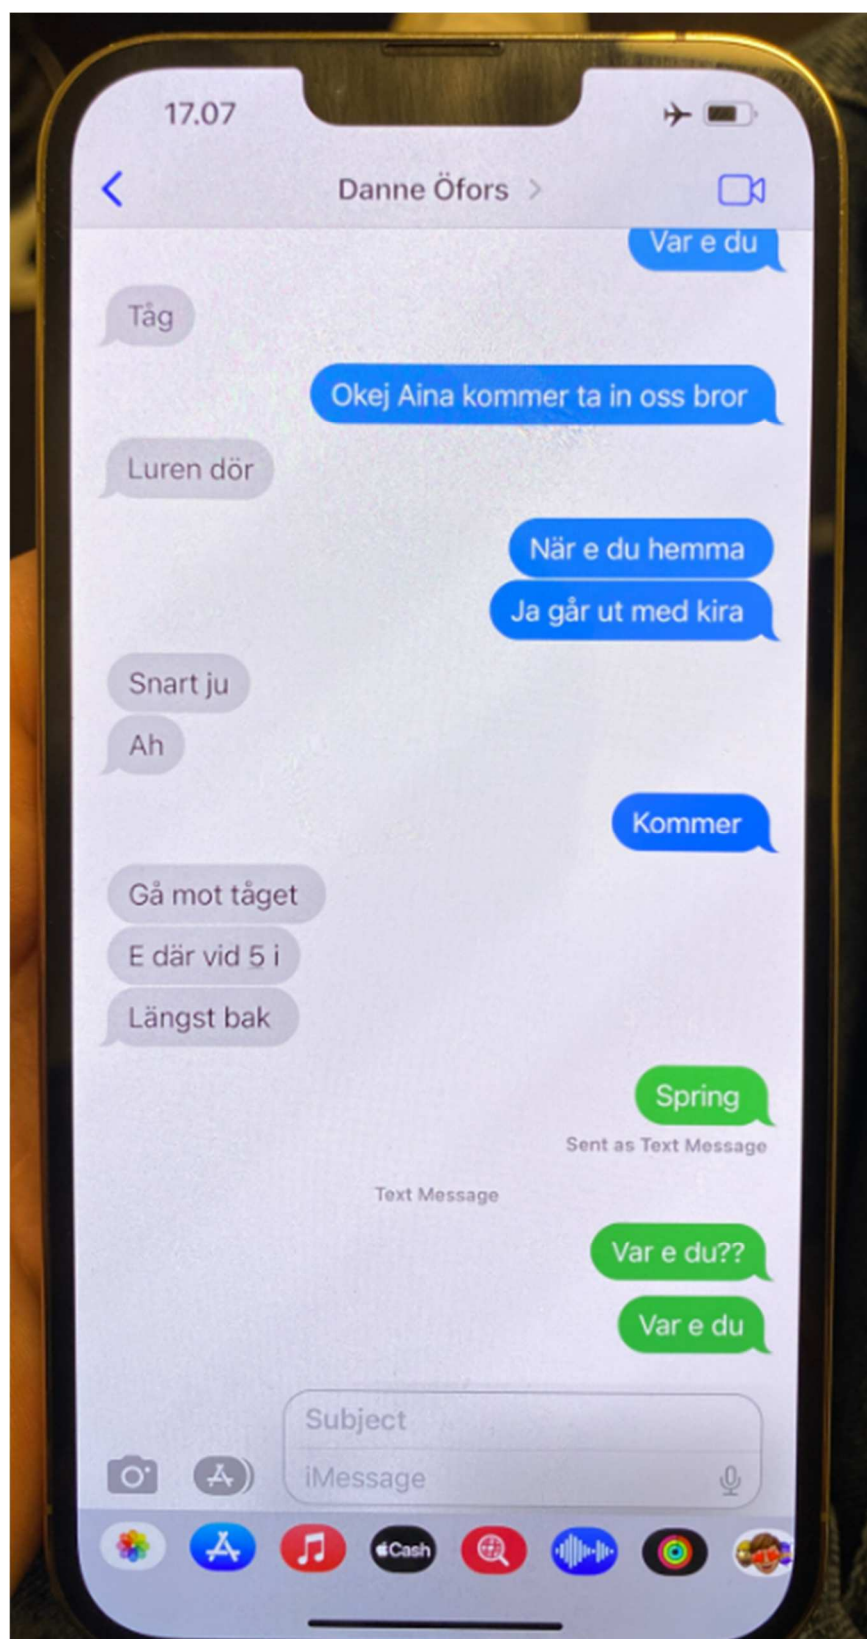 17.07
Danne Öfors >
Var e du
Tåg
Okej Aina kommer ta in oss bror
Luren dör
När e du hemma
Ja går ut med kira
Snart ju
Ah
Kommer
Gå mot tåget
E där vid 5 i
Längst bak
Spring
Sent as Text Message
Text Message
Var e du??
Var e du
Subject
iMessage
Cash